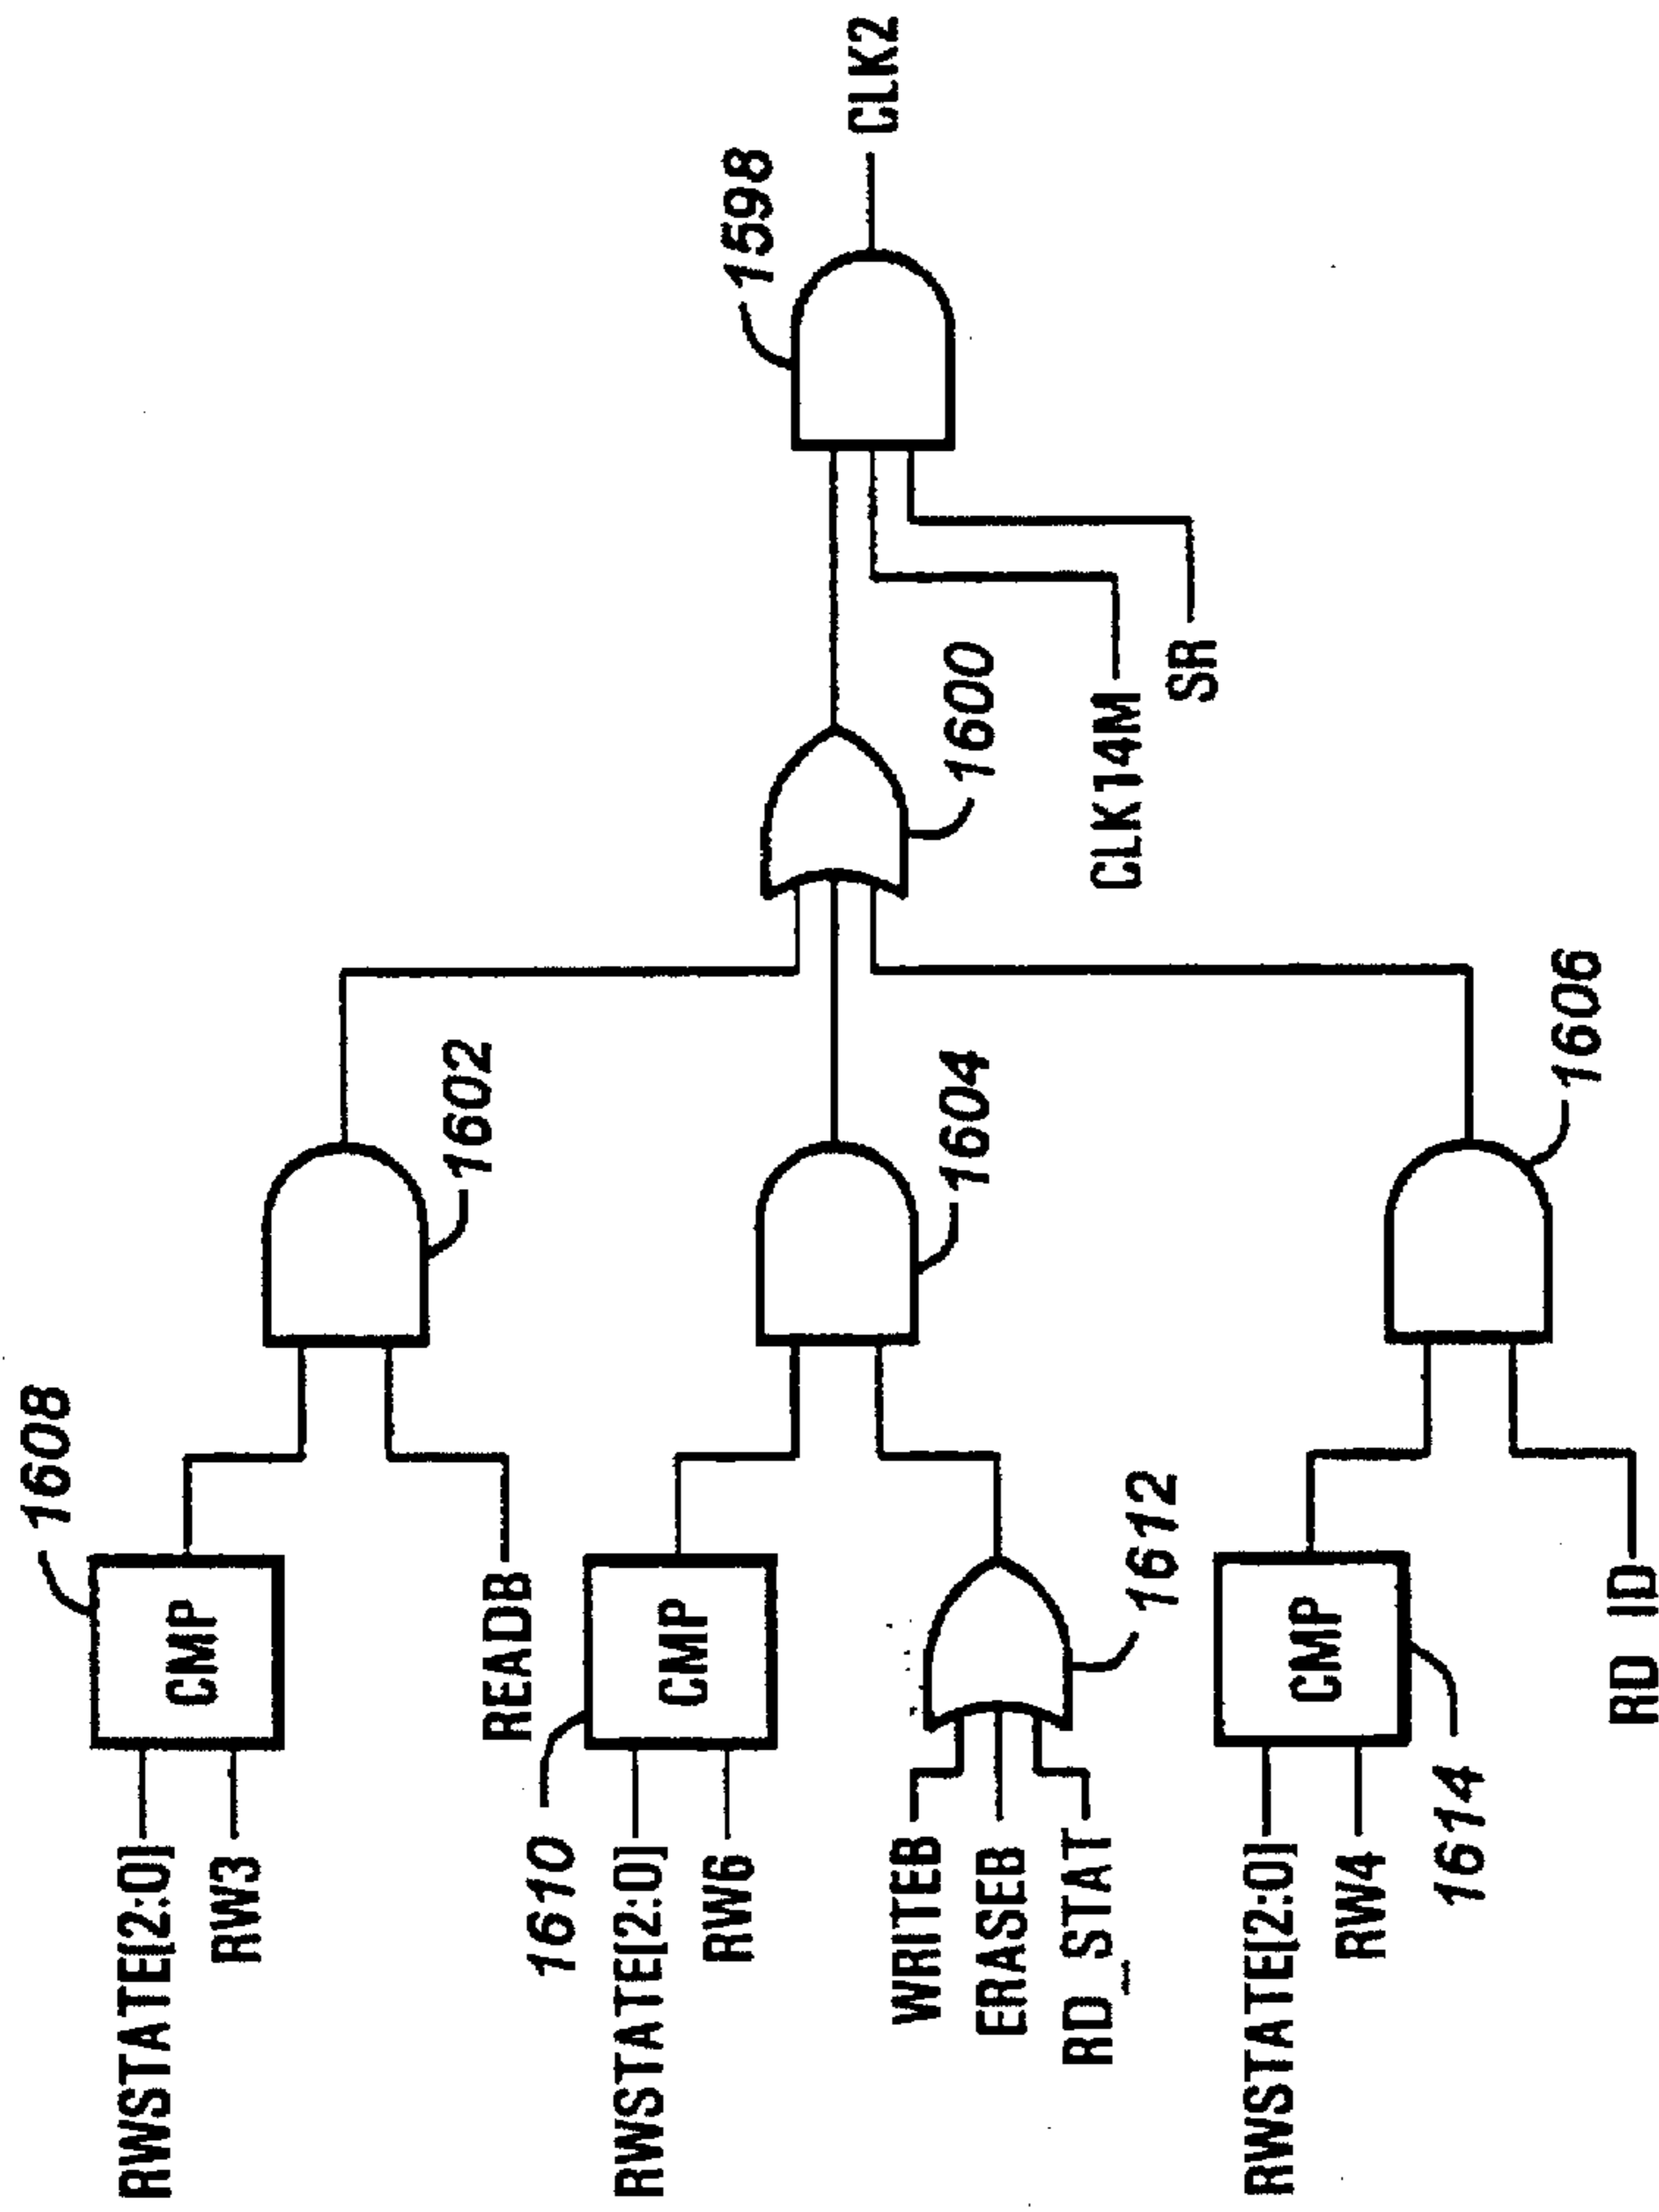 1608
RWSTATE[2:0]
CMP
RW3
1602
READB
1610
RWSTATE[2:0]
CMP
RW6
1604
WRITEB
ERASEB
RD_STAT
1612
RWSTATE[2:0]
CMP
RW4
1614
RD ID
1606
1600
CLK14M
SR
1598
CLK2